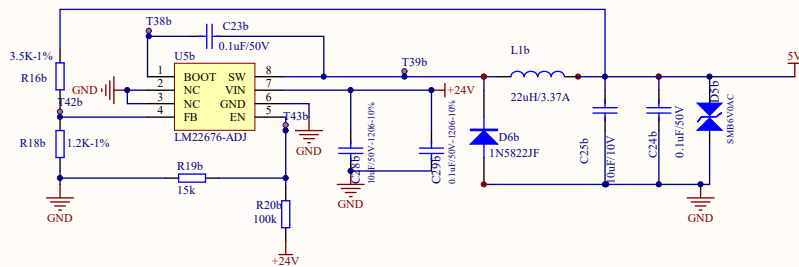 T38b
C23b
0.1uF/50V
3.5K-1%
R16b
T42b
R18b
1.2K-1%
GND
U5b
1 BOOT SW 8
2 NC VIN 7
3 NC GND 6
4 FB EN 5
LM22676-ADJ
T43b
GND
T39b
+24V
L1b
22uH/3.37A
5V
R19b
15k
R20b
100k
+24V
GND
C28b
10uF/50V-1206-10%
GND
C29b
0.1uF/50V-1206-10%
D6b
1N5822JF
C25b
10uF/10V
C24b
0.1uF/50V
D5b
SMB6V0AC
GND